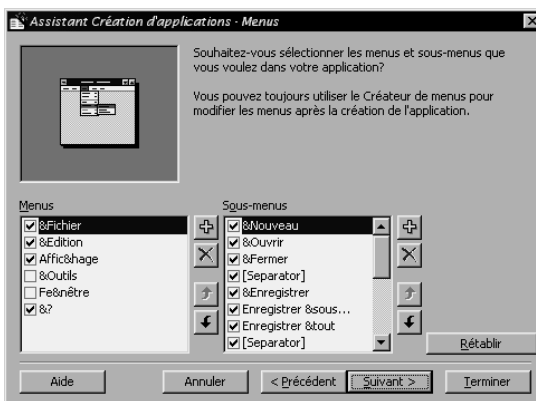 Assistant Création d'applications - Menus
Souhaitez-vous sélectionner les menus et sous-menus que
vous voulez dans votre application?
Vous pouvez toujours utiliser le Créateur de menus pour
modifier les menus après la création de l'application.
Menus
&Fichier
&Edition
Affic&hage
&Outils
Fe&nêtre
&?
Sous-menus
&Nouveau
&Ouvrir
&Fermer
[Separator]
&Enregistrer
Enregistrer &sous...
Enregistrer &tout
[Separator]
Rétablir
Aide
Annuler
< Précédent
Suivant >
Terminer